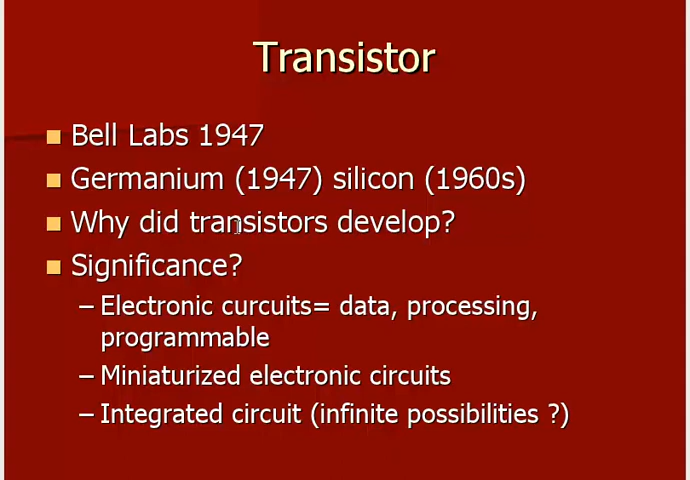 Transistor
Bell Labs 1947
Germanium (1947) silicon (1960s)
Why did transistors develop?
Significance?
– Electronic curcuits= data, processing,
programmable
– Miniaturized electronic circuits
– Integrated circuit (infinite possibilities ?)